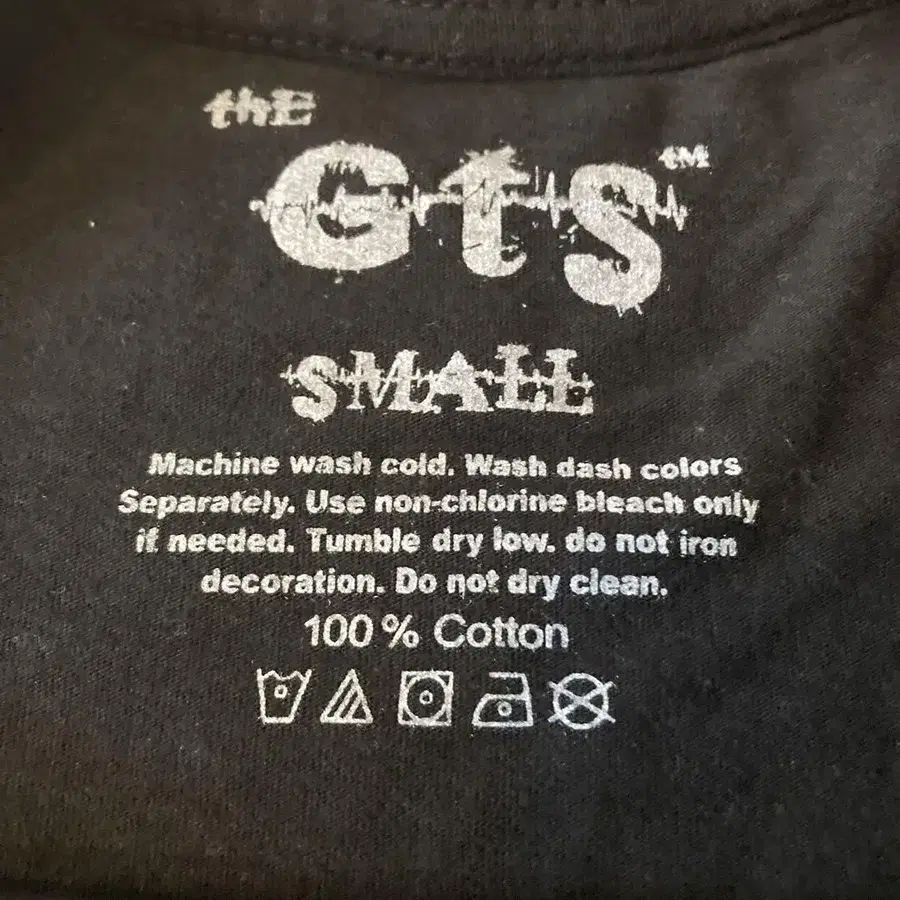 thE
Gts
tM
sMALL
Machine wash cold. Wash dash colors
Separately. Use non-chlorine bleach only
if needed. Tumble dry low. do not iron
decoration. Do not dry clean.
100 % Cotton